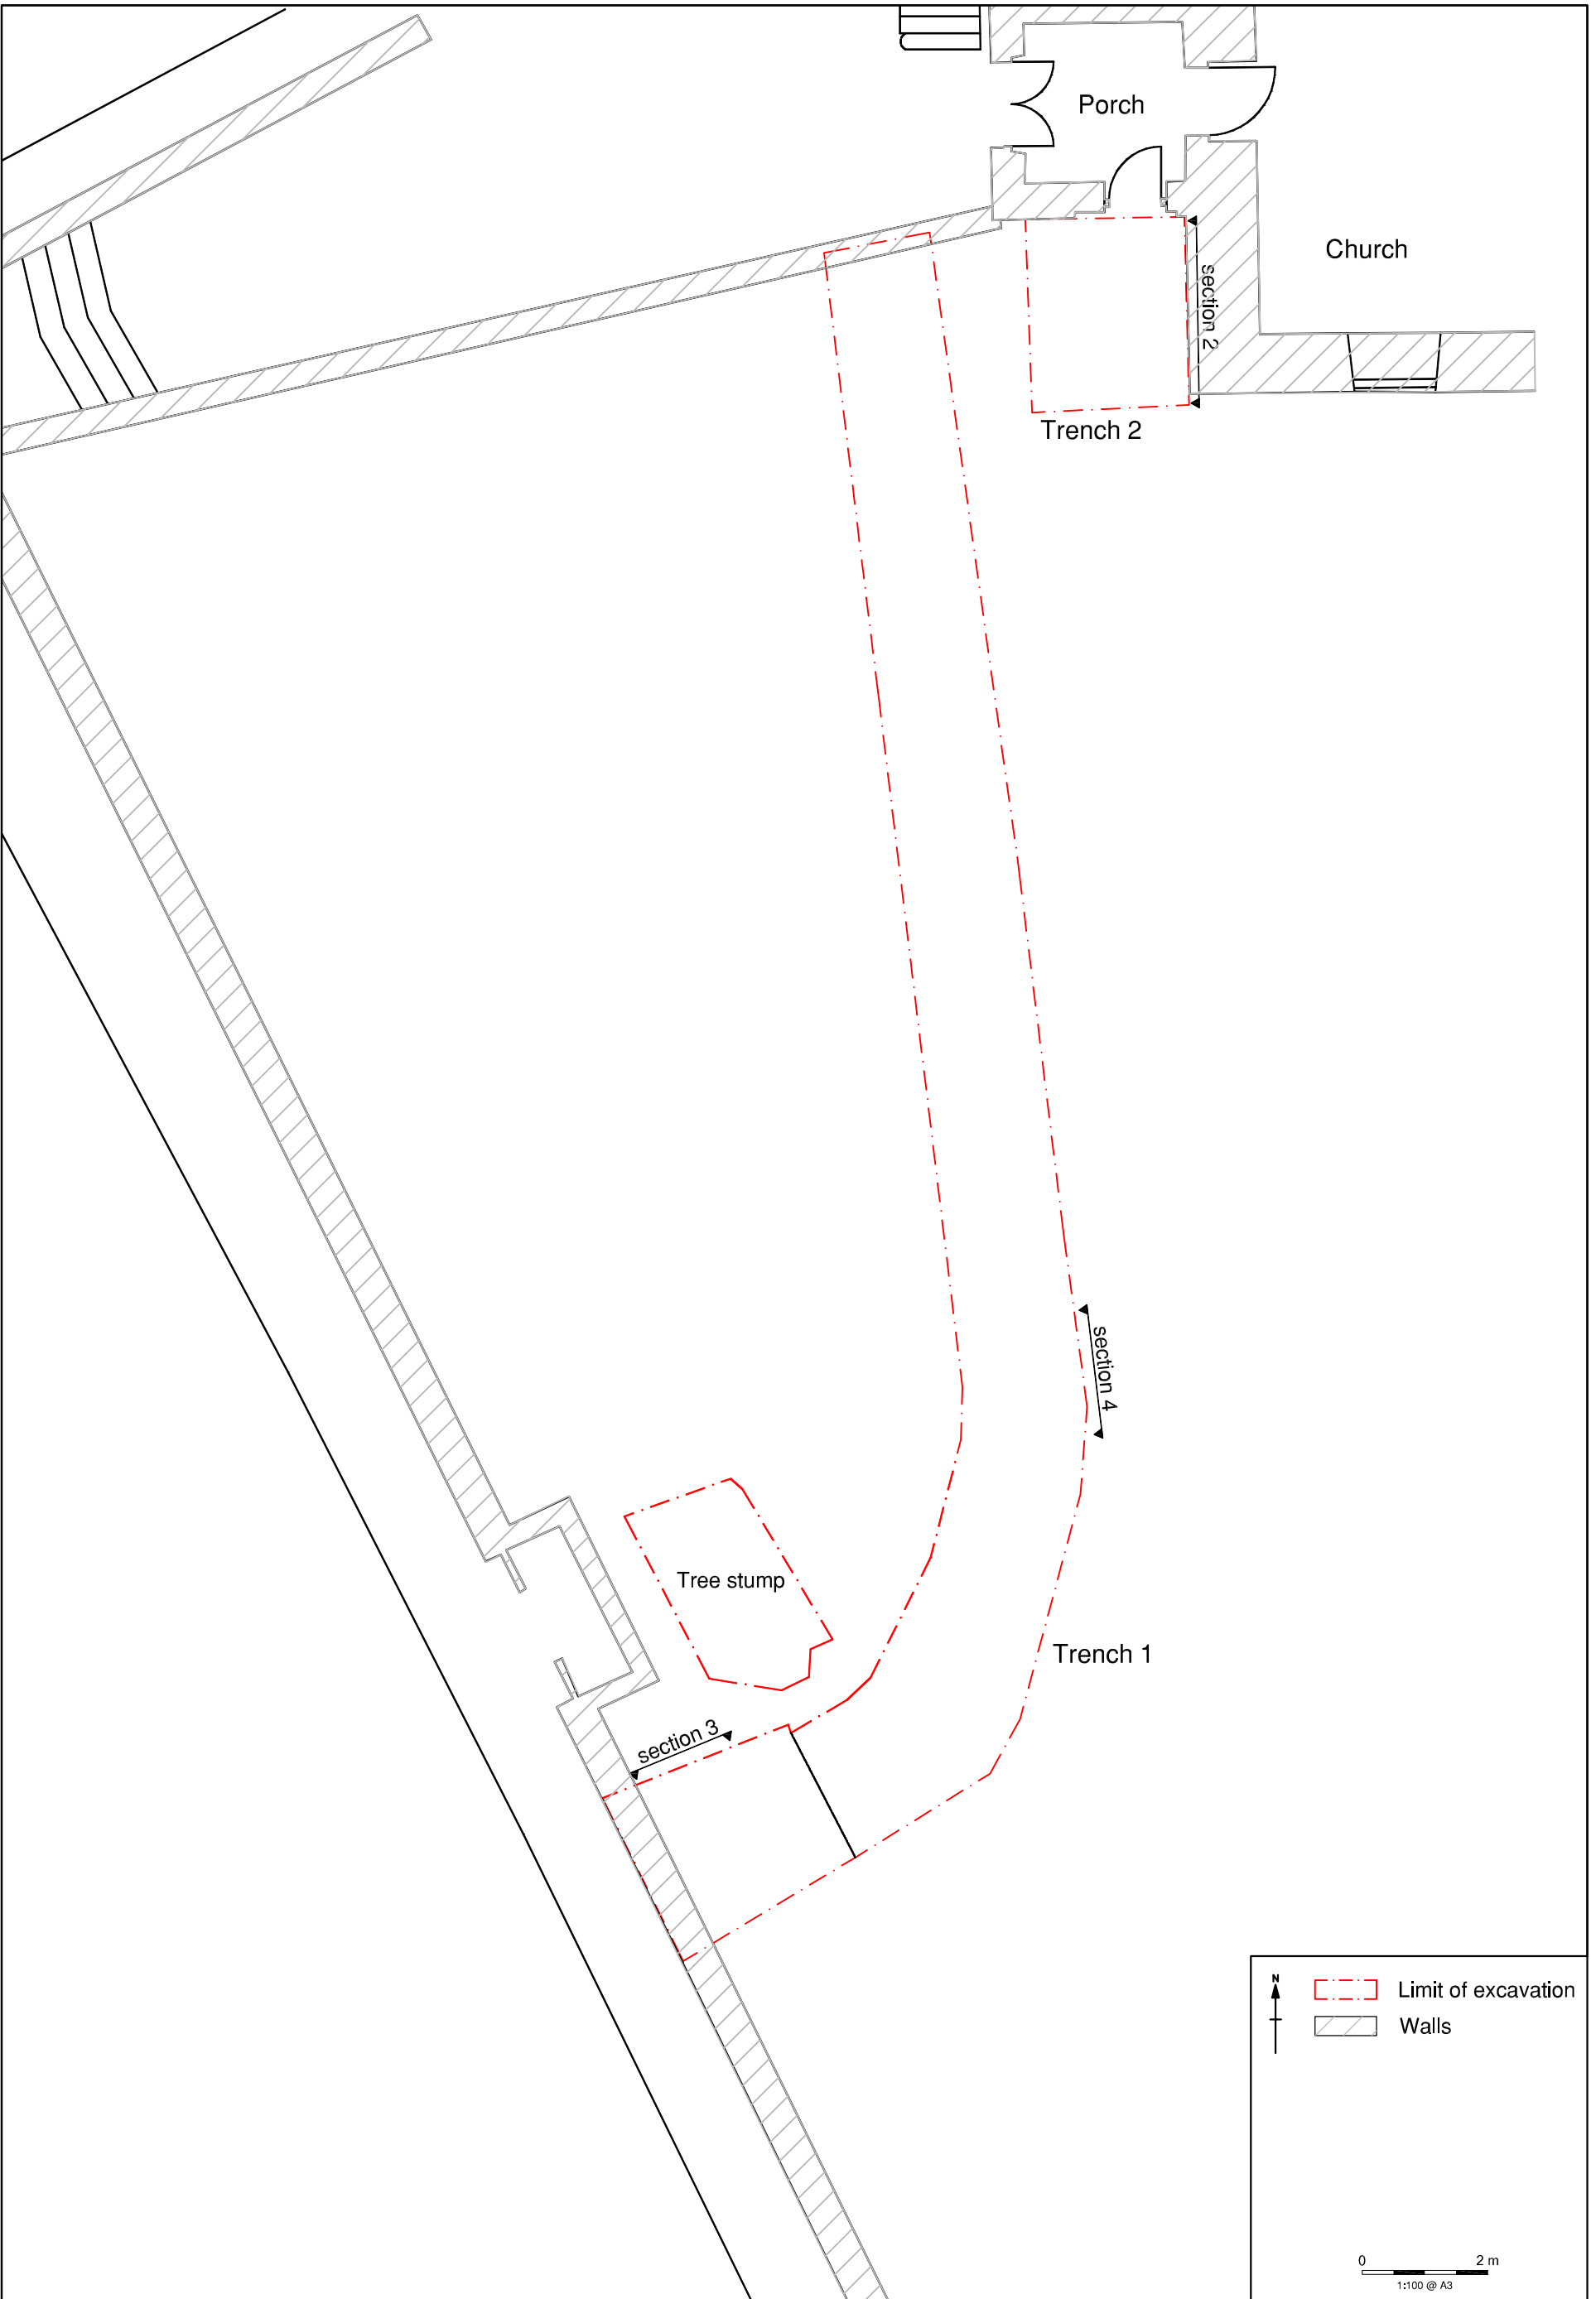 Porch
Church
section 2
Trench 2
section 4
Tree stump
Trench 1
section 3
N
Limit of excavation
Walls
0 2 m
1:100 @ A3